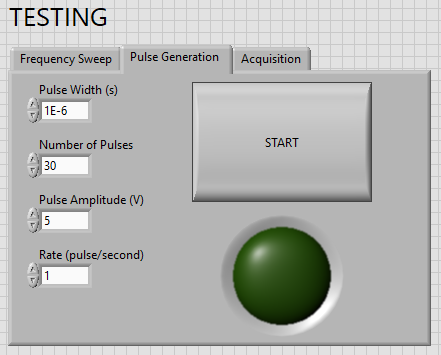 TESTING
Frequency Sweep
Pulse Generation
Acquisition
Pulse Width (s)
1E-6
START
Number of Pulses
30
Pulse Amplitude (V)
5
Rate (pulse/second)
1